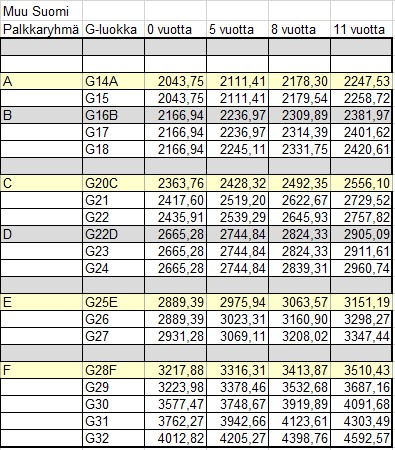 Muu Suomi
Palkkaryhmä G-luokka 0 vuotta 5 vuotta 8 vuotta 11 vuotta
A G14A 2043,75 2111,41 2178,30 2247,53
G15 2043,75 2111,41 2179,54 2258,72
B G16B 2166,94 2236,97 2309,89 2381,97
G17 2166,94 2236,97 2314,39 2401,62
G18 2166,94 2245,11 2331,75 2420,61
C G20C 2363,76 2428,32 2492,35 2556,10
G21 2417,60 2519,20 2622,67 2729,52
G22 2435,91 2539,29 2645,93 2757,82
D G22D 2665,28 2744,84 2824,33 2905,09
G23 2665,28 2744,84 2824,33 2911,61
G24 2665,28 2744,84 2839,31 2960,74
E G25E 2889,39 2975,94 3063,57 3151,19
G26 2889,39 3023,31 3160,90 3298,27
G27 2931,28 3069,11 3208,02 3347,44
F G28F 3217,88 3316,31 3413,87 3510,43
G29 3223,98 3378,46 3532,68 3687,16
G30 3577,47 3748,67 3919,89 4091,68
G31 3762,27 3942,66 4123,61 4303,49
G32 4012,82 4205,27 4398,76 4592,57